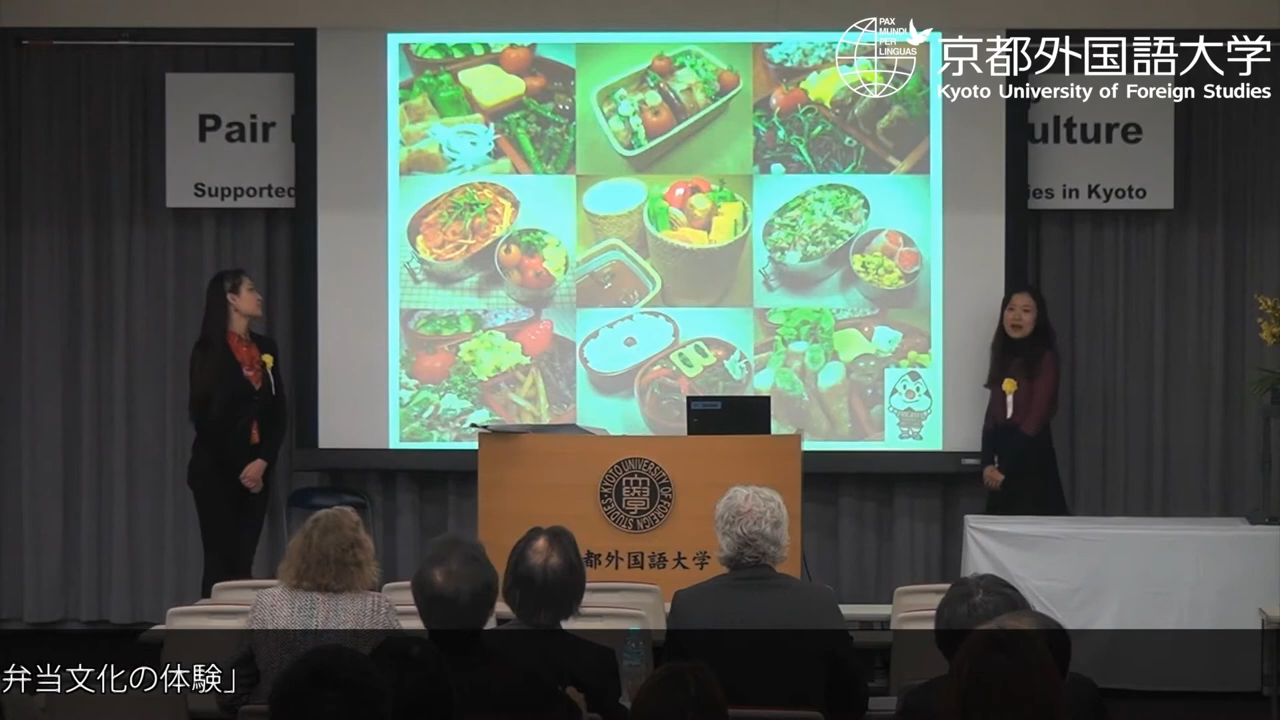 PAX
MUNDI
PER
LINGUAS
京都外国語大学
Kyoto University of Foreign Studies
Pair
ulture
Supported
ies in Kyoto
KYOTO UNIVERSITY OF FOREIGN STUDIES
都外国語大学
弁当文化の体験」